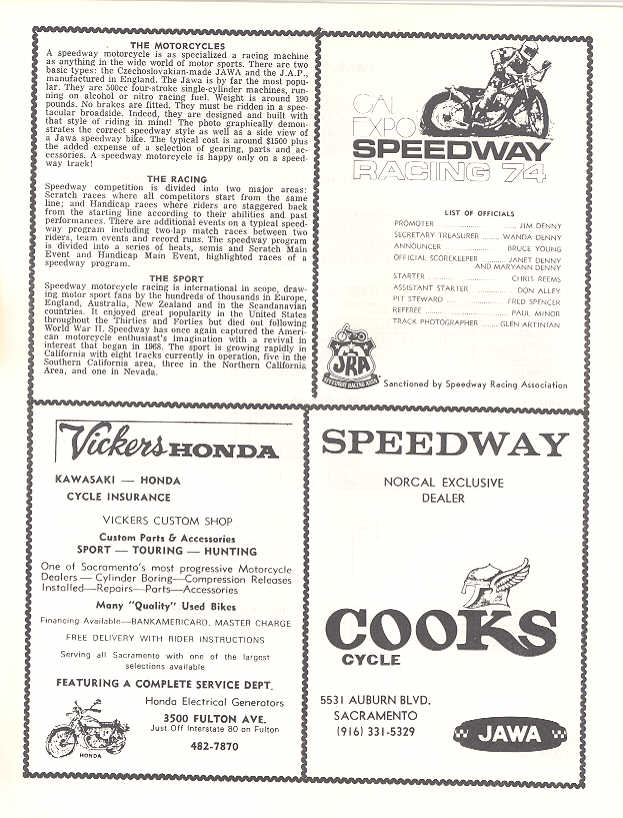 THE MOTORCYCLES
A speedway motorcycle is as specialized a racing machine
as anything in the wide world of motor sports. There are two
basic types: the Czechoslovakian-made JAWA and the J.A.P.,
manufactured in England. The Jawa is by far the most popu-
lar. They are 500cc four-stroke single-cylinder machines, run-
ning on alcohol or nitro racing fuel. Weight is around 190
pounds. No brakes are fitted. They must be ridden in a spec-
tacular broadside. Indeed, they are designed and built with
that style of riding in mind! The photo graphically demon-
strates the correct speedway style as well as a side view of
a Jawa speedway bike. The typical cost is around $1500 plus
the added expense of a selection of gearing, parts and ac-
cessories. A speedway motorcycle is happy only on a speed-
way track!
THE RACING
Speedway competition is divided into two major areas:
Scratch races where all competitors start from the same
line; and Handicap races where riders are staggered back
from the starting line according to their abilities and past
performances. There are additional events on a typical speed-
way program including two-lap match races between two
riders, team events and record runs. The speedway program
is divided into a series of heats, semis and Scratch Main
Event and Handicap Main Event, highlighted races of a
speedway program.
THE SPORT
Speedway motorcycle racing is international in scope, draw-
ing motor sport fans by the hundreds of thousands in Europe,
England, Australia, New Zealand and in the Scandanavian
countries. It enjoyed great popularity in the United States
throughout the Thirties and Forties but died out following
World War II. Speedway has once again captured the Ameri-
can motorcycle enthusiast's imagination with a revival in
interest that began in 1968. The sport is growing rapidly in
California with eight tracks currently in operation, five in the
Southern California area, three in the Northern California
Area, and one in Nevada.
CAL
EXPO
SPEEDWAY
RACING 74
LIST OF OFFICIALS
PROMOTER ........ JIM DENNY
SECRETARY TREASURER ........ WANDA DENNY
ANNOUNCER ........ BRUCE YOUNG
OFFICIAL SCOREKEEPER ........ JANET DENNY
AND MARYANN DENNY
STARTER ........ CHRIS REEMS
ASSISTANT STARTER ........ DON ALLEY
PIT STEWARD ........ FRED SPENCER
REFEREE ........ PAUL MINOR
TRACK PHOTOGRAPHER ........ GLEN ARTINIAN
SRA
SPEEDWAY RACING ASSN.
Sanctioned by Speedway Racing Association
Vickers HONDA
KAWASAKI — HONDA
CYCLE INSURANCE
VICKERS CUSTOM SHOP
Custom Parts & Accessories
SPORT — TOURING — HUNTING
One of Sacramento's most progressive Motorcycle
Dealers — Cylinder Boring—Compression Releases
Installed—Repairs—Parts—Accessories
Many "Quality" Used Bikes
Financing Available—BANKAMERICARD, MASTER CHARGE
FREE DELIVERY WITH RIDER INSTRUCTIONS
Serving all Sacramento with one of the largest
selections available
FEATURING A COMPLETE SERVICE DEPT.
Honda Electrical Generators
3500 FULTON AVE.
Just Off Interstate 80 on Fulton
482-7870
HONDA
SPEEDWAY
NORCAL EXCLUSIVE
DEALER
COOKS
CYCLE
5531 AUBURN BLVD.
SACRAMENTO
(916) 331-5329
JAWA